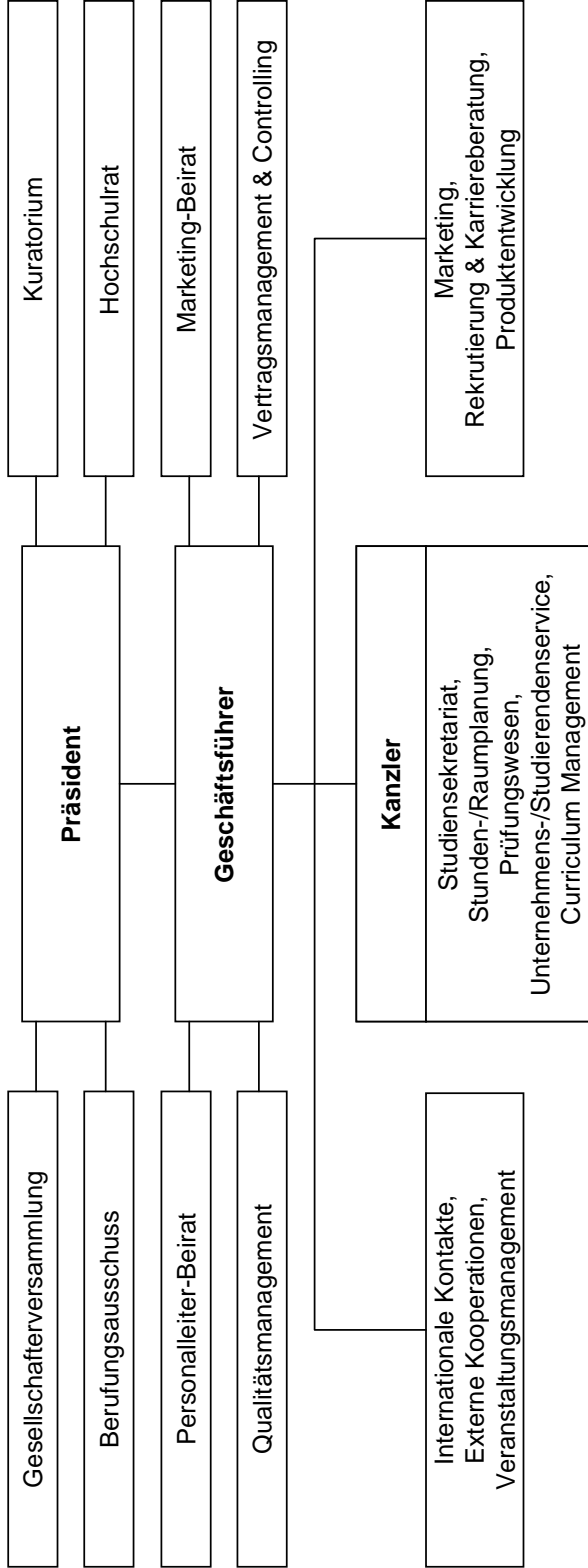 Gesellschafterversammlung
Kuratorium
Präsident
Berufungsausschuss
Hochschulrat
Personalleiter-Beirat
Marketing-Beirat
Geschäftsführer
Qualitätsmanagement
Vertragsmanagement & Controlling
Internationale Kontakte,
Externe Kooperationen,
Veranstaltungsmanagement
Kanzler
Studiensekretariat,
Stunden-/Raumplanung,
Prüfungswesen,
Unternehmens-/Studierendenservice,
Curriculum Management
Marketing,
Rekrutierung & Karriereberatung,
Produktentwicklung